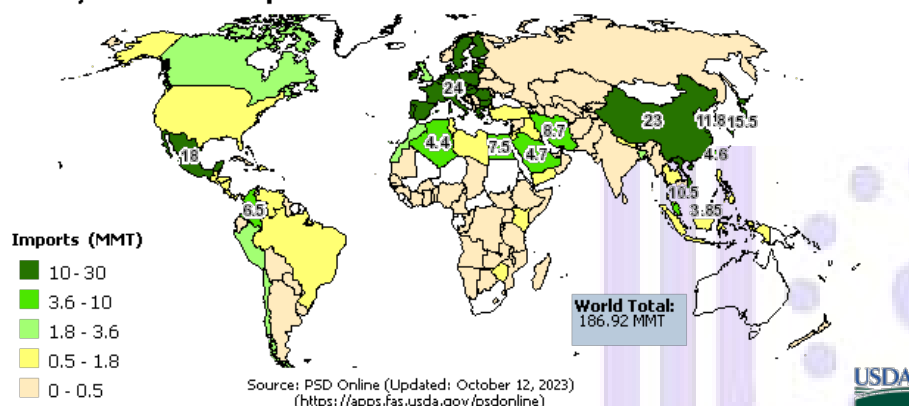 24
23
11.8
15.5
18
4.4
7.5
8.7
4.7
4.6
10.5
6.5
3.85
Imports (MMT)
10 - 30
3.6 - 10
1.8 - 3.6
0.5 - 1.8
0 - 0.5
World Total:
186.92 MMT
Source: PSD Online (Updated: October 12, 2023)
(https://apps.fas.usda.gov/psdonline)
USDA